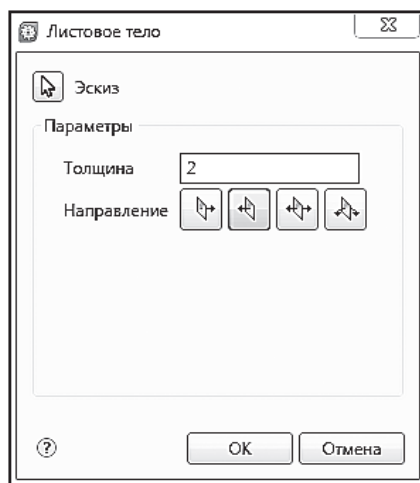 Листовое тело
Эскиз
Параметры
Толщина 2
Направление
? OK Отмена